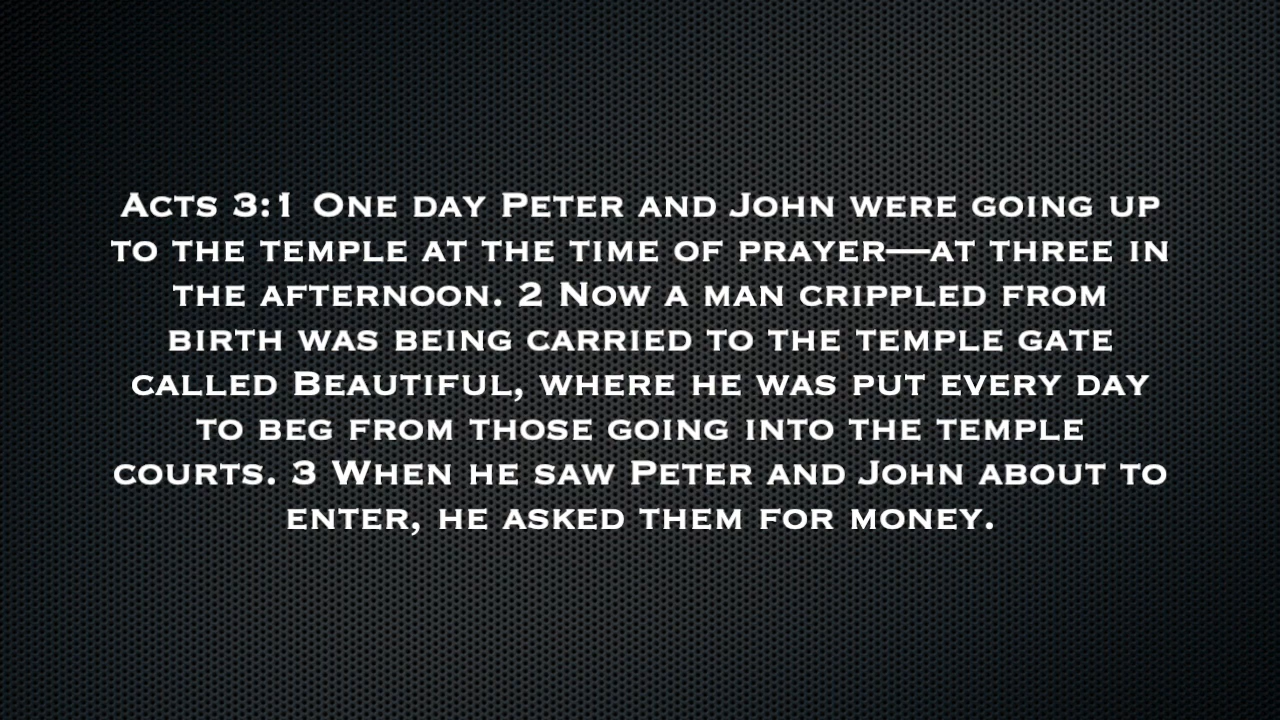 Acts 3:1 One day Peter and John were going up
to the temple at the time of prayer—at three in
the afternoon. 2 Now a man crippled from
birth was being carried to the temple gate
called Beautiful, where he was put every day
to beg from those going into the temple
courts. 3 When he saw Peter and John about to
enter, he asked them for money.